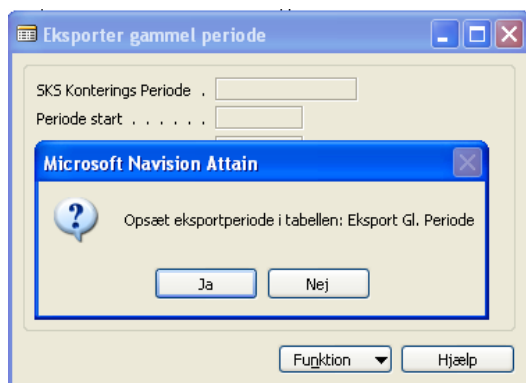 Eksporter gammel periode
SKS Konterings Periode .
Periode start . . . . . .
Microsoft Navision Attain
Opsæt eksportperiode i tabellen: Eksport Gl. Periode
Ja
Nej
Funktion
Hjælp